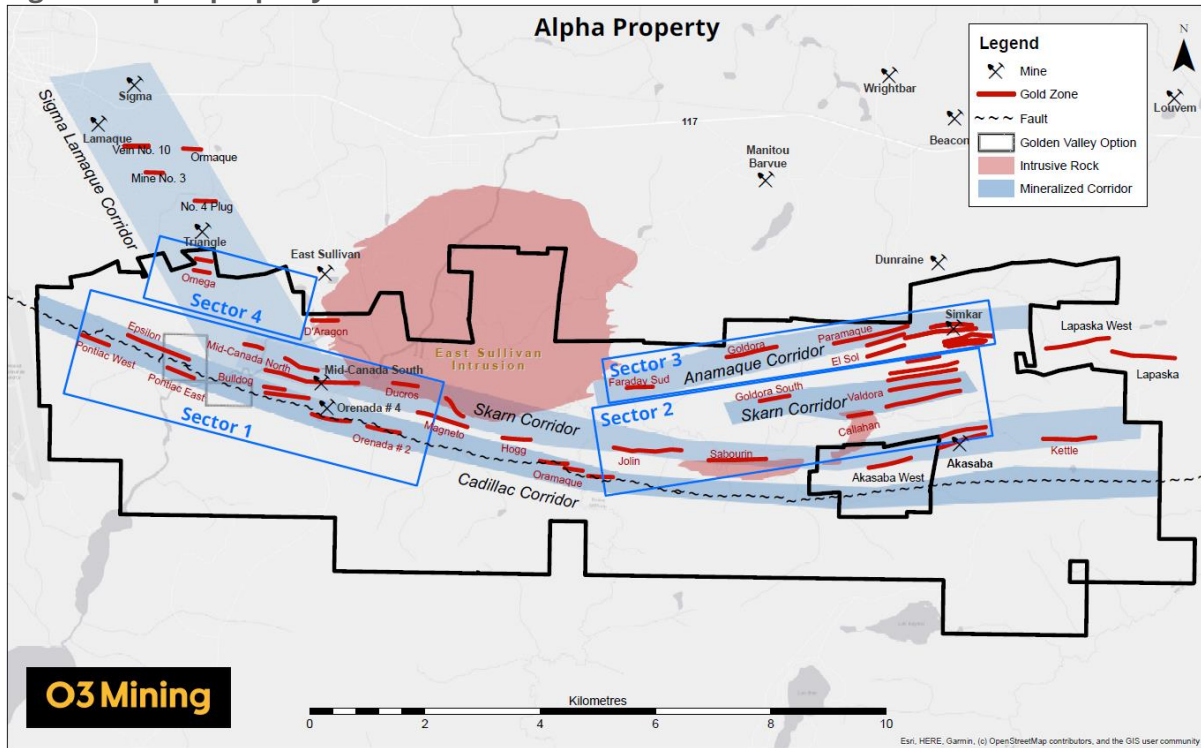 Alpha Property
N
Legend
Mine
Gold Zone
Fault
Golden Valley Option
Intrusive Rock
Mineralized Corridor
Sigma
Lamaque
Vein No. 10
Ormaque
Mine No. 3
No. 4 Plug
Triangle
Sigma Lamaque Corridor
Wrightbar
Beacon
Louvem
117
Manitou
Barvue
East Sullivan
Dunraine
Omega
Sector 4
D'Aragon
East Sullivan
Intrusion
Simkar
Paramaque
Goldora
El Sol
Anamaque Corridor
Sector 3
Faraday Sud
Lapaska West
Lapaska
Epsilon
Pontiac West
Mid-Canada North
Mid-Canada South
Pontiac East
Bulldog
Ducros
Orenada # 4
Orenada # 2
Sector 1
Magneto
Skarn Corridor
Hogg
Oramaque
Cadillac Corridor
Sector 2
Goldora South
Skarn Corridor
Valdora
Callahan
Jolin
Sabourin
Akasaba
Akasaba West
Kettle
O3 Mining
Kilometres
0 2 4 6 8 10
Esri, HERE, Garmin, (c) OpenStreetMap contributors, and the GIS user community